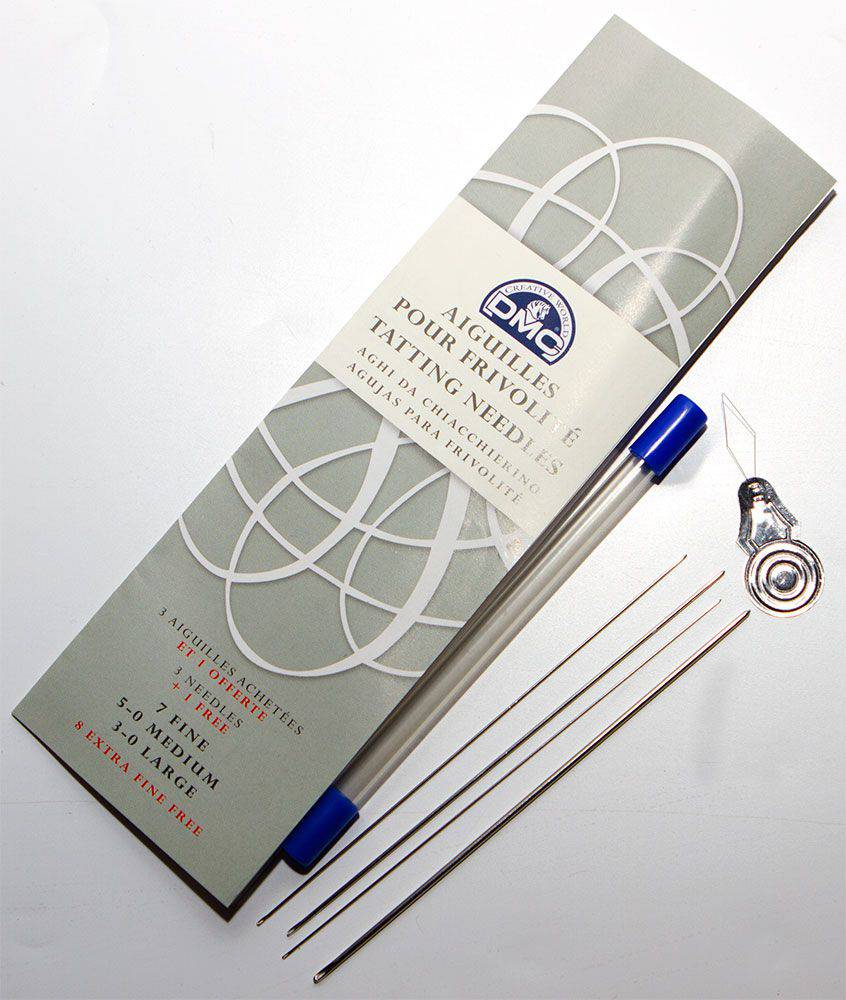 CREATIVE WORLD
DMC
AIGUILLES
POUR FRIVOLITÉ
TATTING NEEDLES
AGHI DA CHIACCHIERINO
AGUJAS PARA FRIVOLITÉ
3 AIGUILLES ACHETÉES
ET 1 OFFERTE
3 NEEDLES
+ 1 FREE
7 FINE
5-0 MEDIUM
3-0 LARGE
8 EXTRA FINE FREE